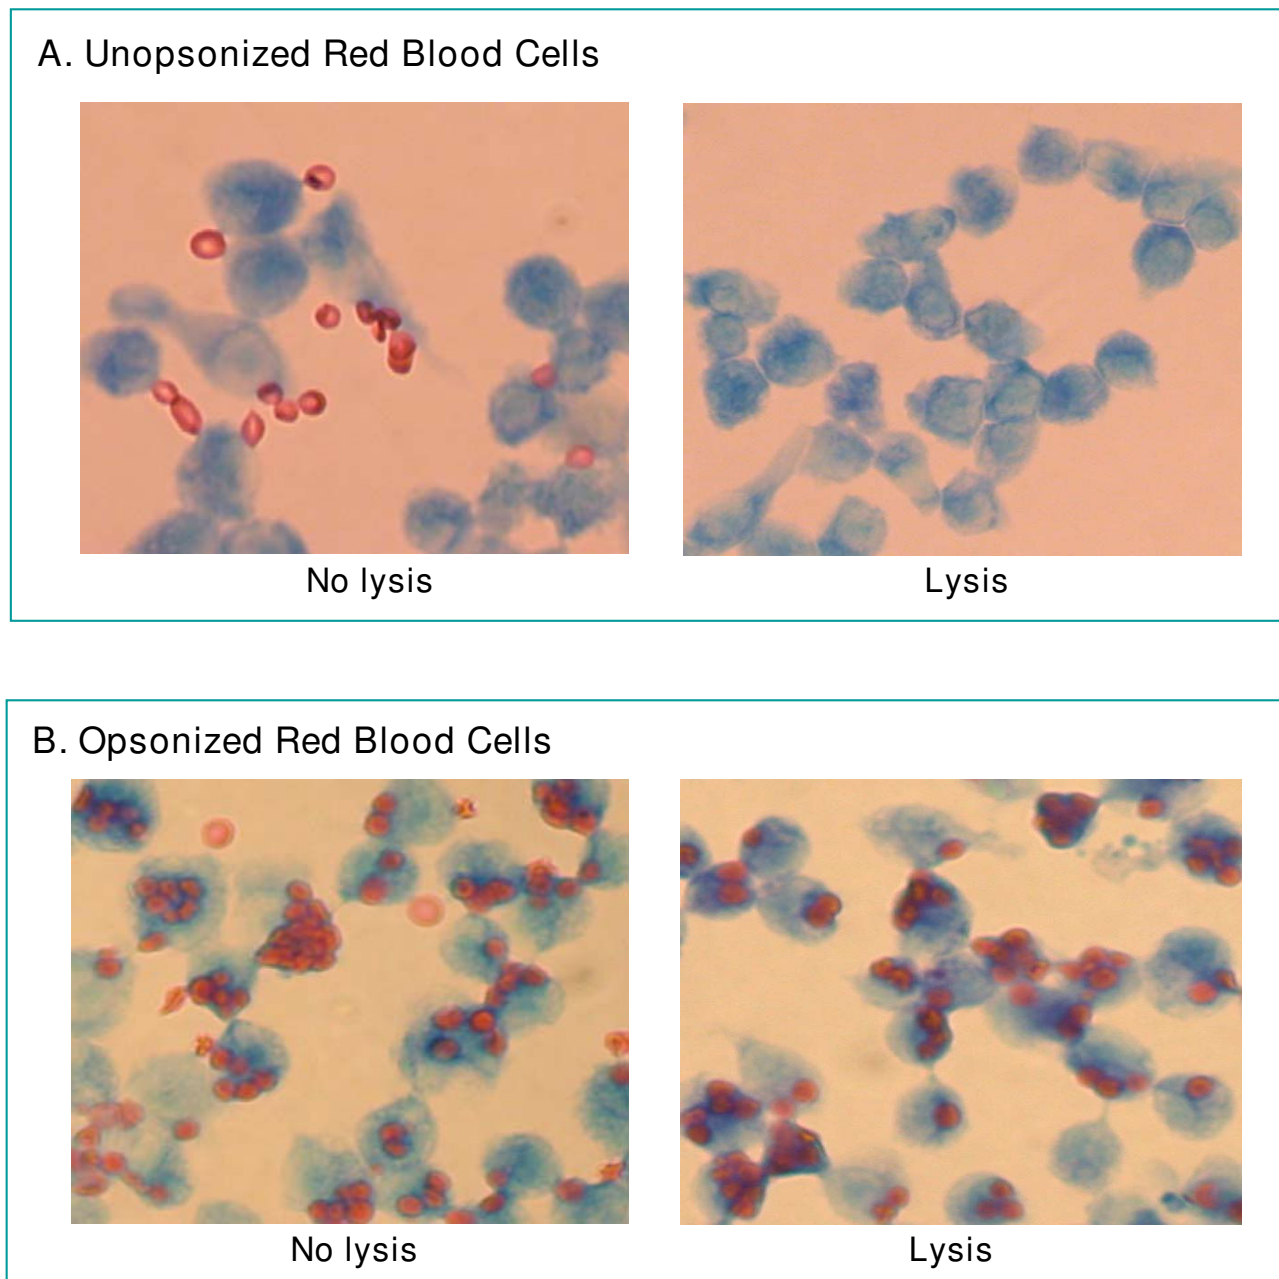 A. Unopsonized Red Blood Cells
No lysis
Lysis
B. Opsonized Red Blood Cells
No lysis
Lysis